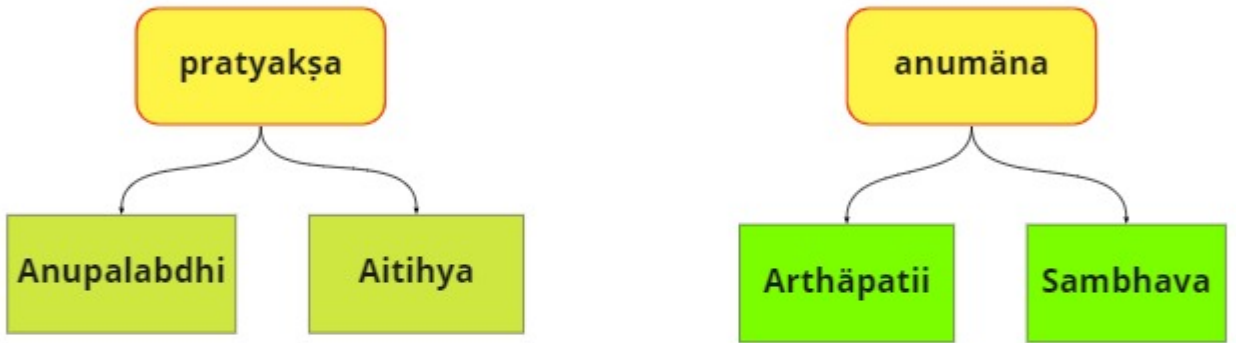 pratyakṣa
anumäna
Anupalabdhi
Aitihya
Arthäpatii
Sambhava